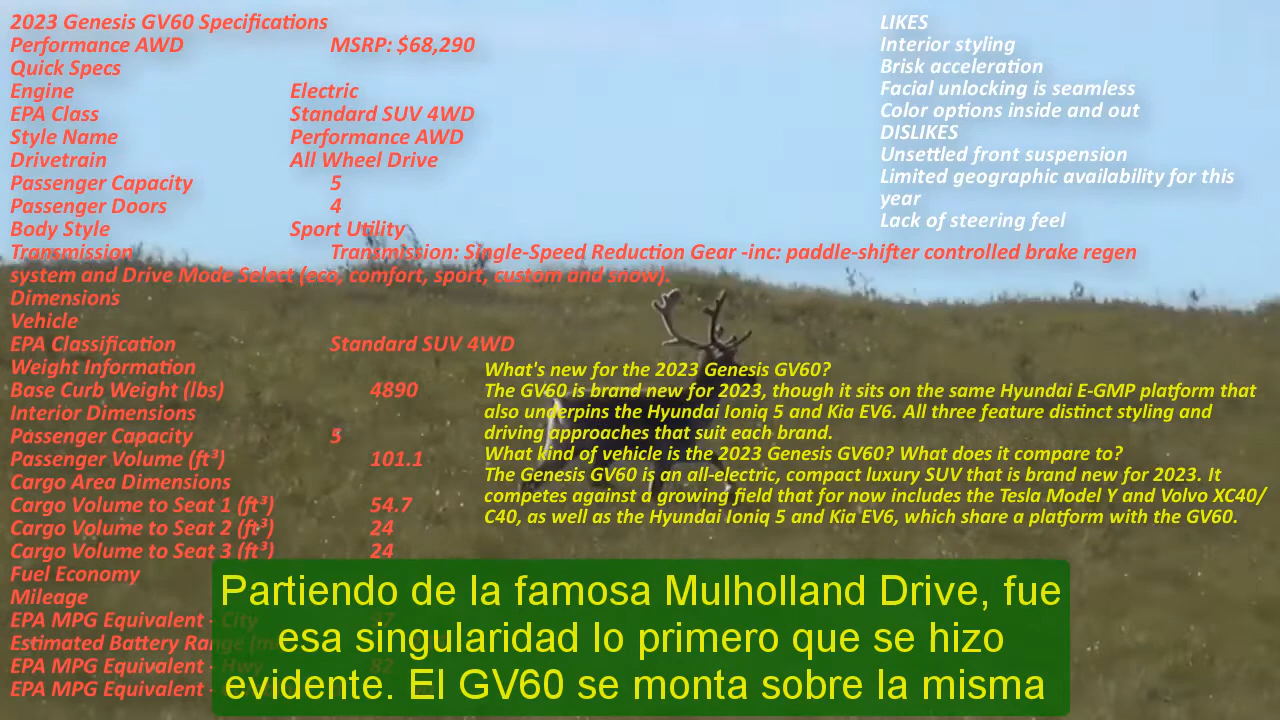 2023 Genesis GV60 Specifications
Performance AWD MSRP: $68,290
Quick Specs
Engine Electric
EPA Class Standard SUV 4WD
Style Name Performance AWD
Drivetrain All Wheel Drive
Passenger Capacity 5
Passenger Doors 4
Body Style Sport Utility
Transmission Transmission: Single-Speed Reduction Gear -inc: paddle-shifter controlled brake regen
system and Drive Mode Select (eco, comfort, sport, custom and snow).
Dimensions
Vehicle
EPA Classification Standard SUV 4WD
Weight Information
Base Curb Weight (lbs) 4890
Interior Dimensions
Passenger Capacity 5
Passenger Volume (ft³) 101.1
Cargo Area Dimensions
Cargo Volume to Seat 1 (ft³) 54.7
Cargo Volume to Seat 2 (ft³) 24
Cargo Volume to Seat 3 (ft³) 24
Fuel Economy
Mileage
EPA MPG Equivalent - City
Estimated Battery Range
EPA MPG Equivalent - Hwy 82
EPA MPG Equivalent -
LIKES
Interior styling
Brisk acceleration
Facial unlocking is seamless
Color options inside and out
DISLIKES
Unsettled front suspension
Limited geographic availability for this
year
Lack of steering feel
What's new for the 2023 Genesis GV60?
The GV60 is brand new for 2023, though it sits on the same Hyundai E-GMP platform that
also underpins the Hyundai Ioniq 5 and Kia EV6. All three feature distinct styling and
driving approaches that suit each brand.
What kind of vehicle is the 2023 Genesis GV60? What does it compare to?
The Genesis GV60 is an all-electric, compact luxury SUV that is brand new for 2023. It
competes against a growing field that for now includes the Tesla Model Y and Volvo XC40/
C40, as well as the Hyundai Ioniq 5 and Kia EV6, which share a platform with the GV60.
Partiendo de la famosa Mulholland Drive, fue
esa singularidad lo primero que se hizo
evidente. El GV60 se monta sobre la misma